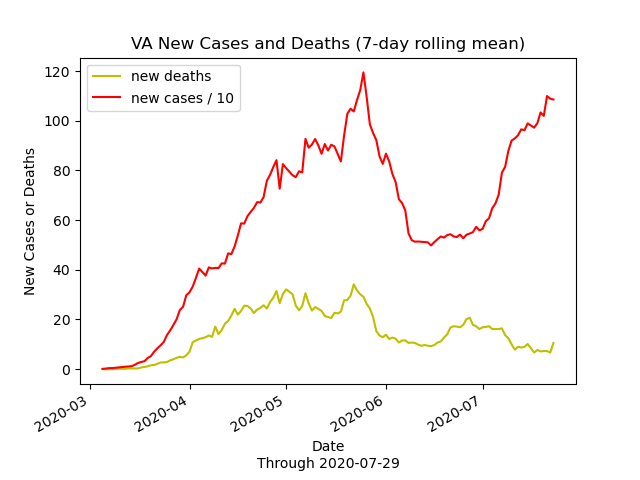 VA New Cases and Deaths (7-day rolling mean)
new deaths
new cases / 10
New Cases or Deaths
120
100
80
60
40
20
0
2020-03
2020-04
2020-05
2020-06
2020-07
Date
Through 2020-07-29